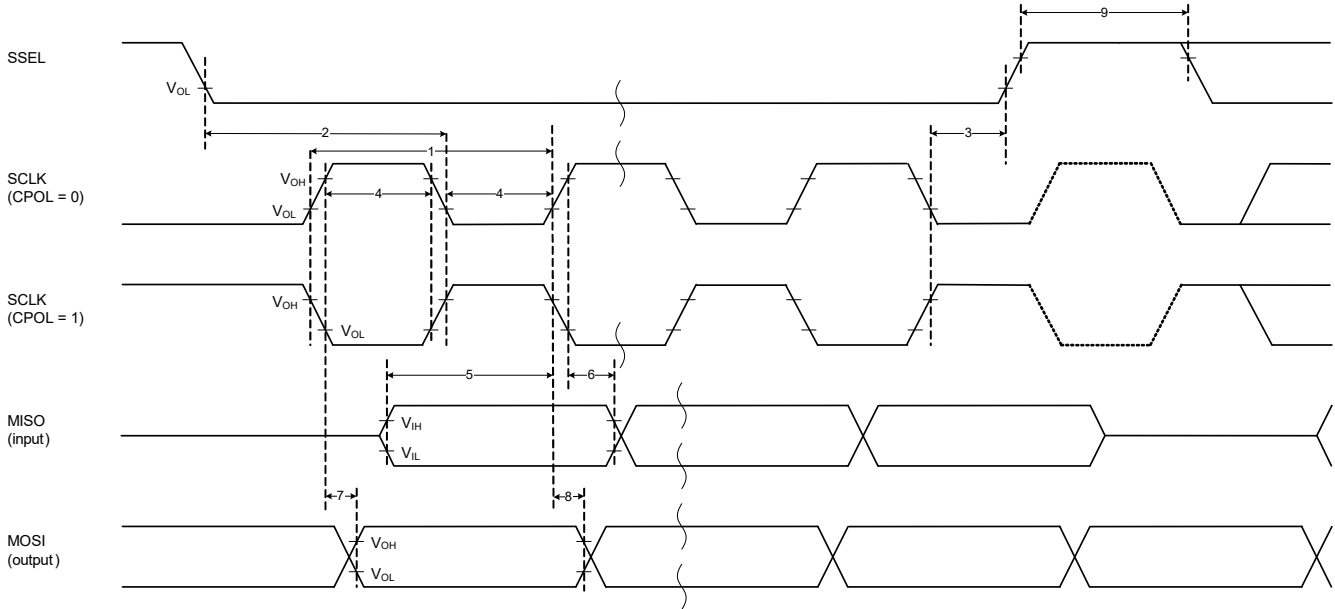 9
SSEL
VOL
2
3
1
SCLK
(CPOL = 0)
VOH
4
4
VOL
SCLK
(CPOL = 1)
VOH
VOL
5
6
MISO
(input)
VIH
VIL
7
8
MOSI
(output)
VOH
VOL